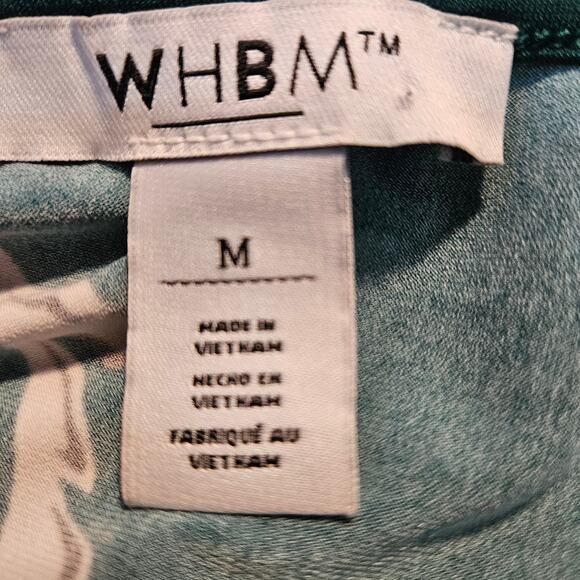 WHBM™
M
MADE IN
VIETNAM
HECHO EN
VIETNAM
FABRIQUÉ AU
VIETNAM